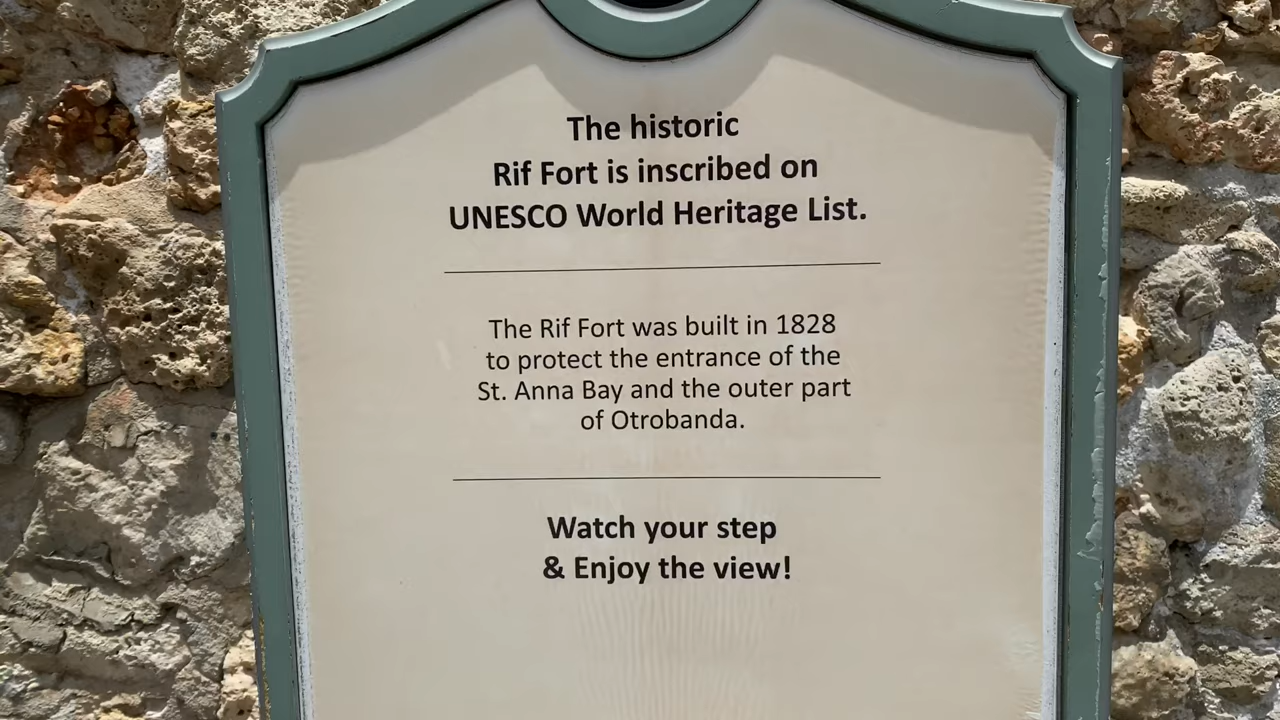 The historic
Rif Fort is inscribed on
UNESCO World Heritage List.
The Rif Fort was built in 1828
to protect the entrance of the
St. Anna Bay and the outer part
of Otrobanda.
Watch your step
& Enjoy the view!